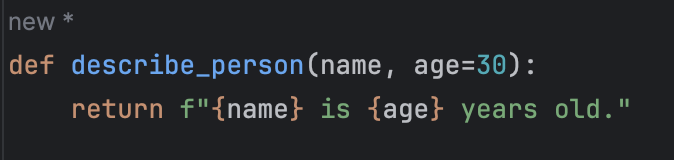 new *
def describe_person(name, age=30):
    return f"{name} is {age} years old."